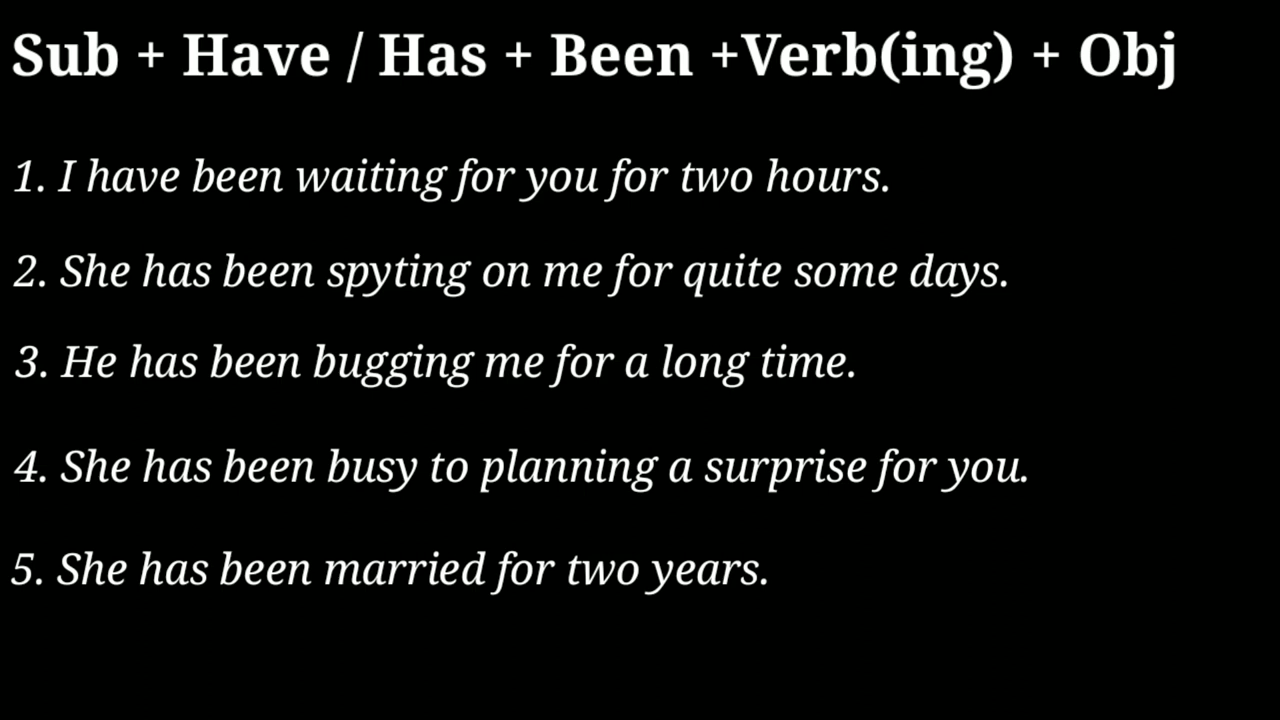 Sub + Have / Has + Been +Verb(ing) + Obj
1. I have been waiting for you for two hours.
2. She has been spyting on me for quite some days.
3. He has been bugging me for a long time.
4. She has been busy to planning a surprise for you.
5. She has been married for two years.